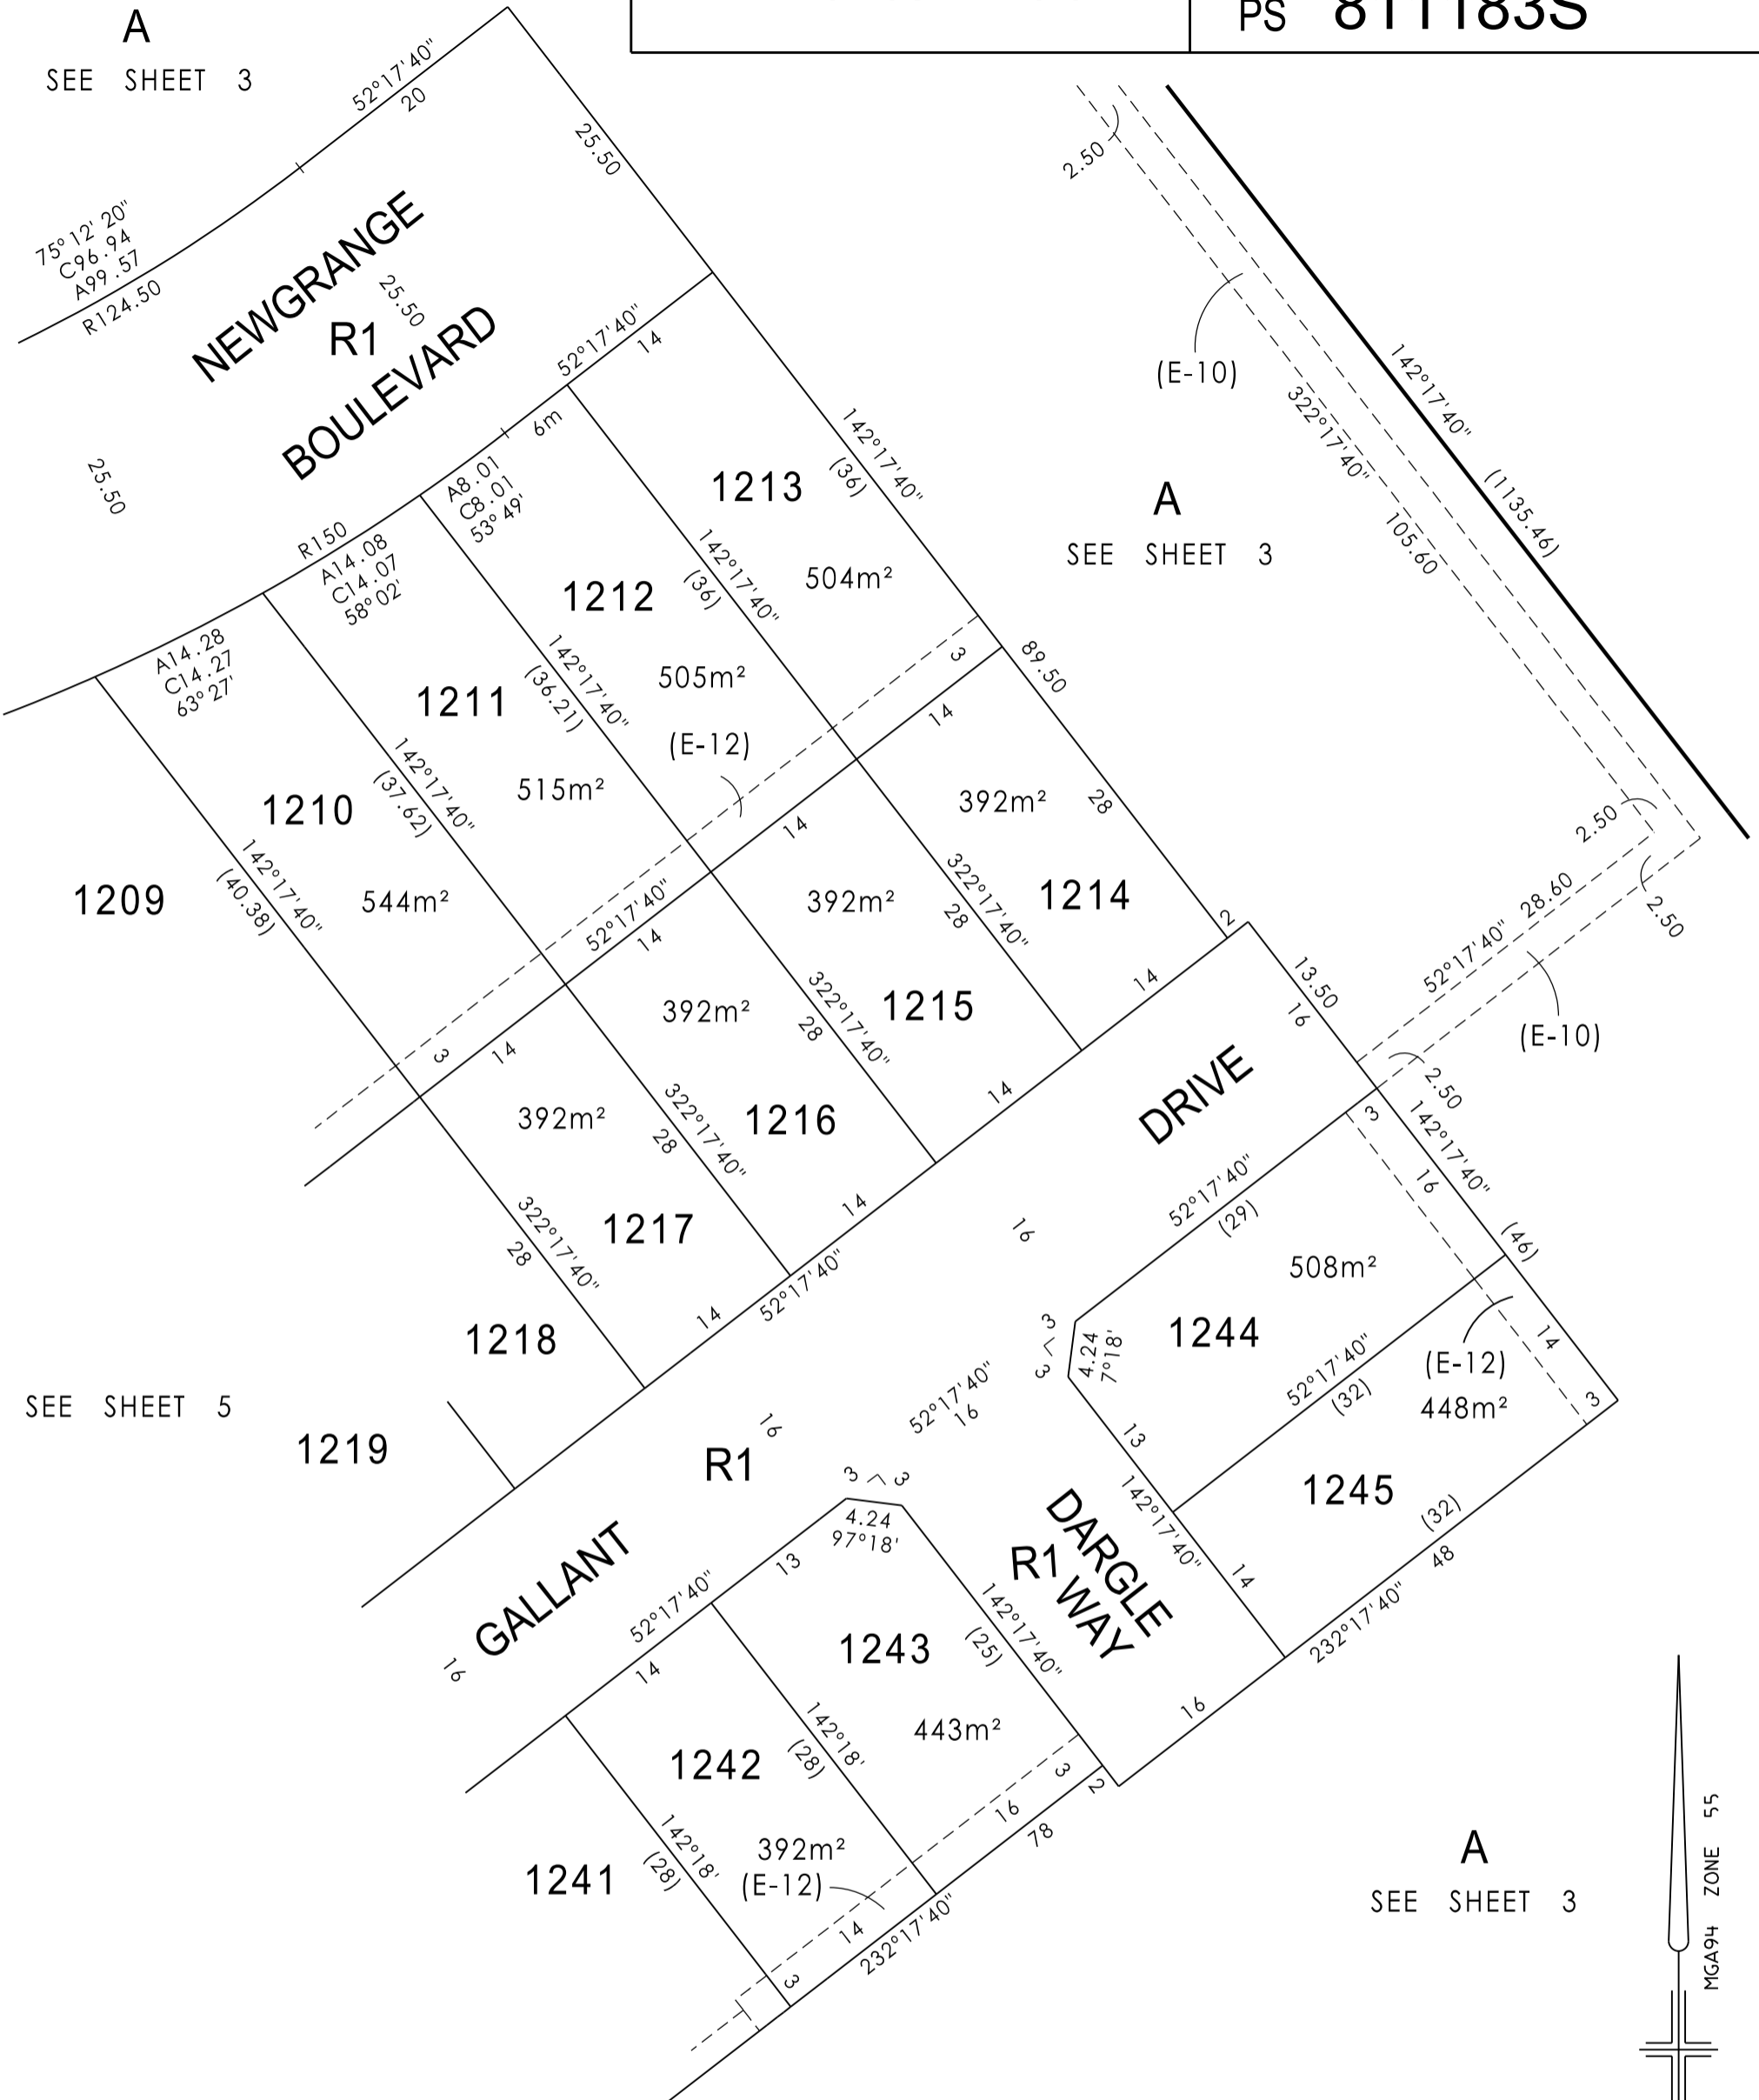 A
SEE SHEET 3
PS 811183S
52°17'40"
20
25.50
2.50
75°12'20"
C96.94
A99.57
R124.50
NEWGRANGE
R1
BOULEVARD
25.50
25.50
52°17'40"
14
6m
(E-10)
142°17'40"
(1135.46)
322°17'40"
105.60
A
SEE SHEET 3
R150
A8.01
C8.01
53°49'
A14.08
C14.07
58°02'
A14.28
C14.27
63°27'
1213
504m²
142°17'40"
(36)
1212
505m²
142°17'40"
(36)
1211
515m²
142°17'40"
(36.21)
(E-12)
1210
544m²
142°17'40"
(37.62)
1209
142°17'40"
(40.38)
3
89.50
14
392m²
28
1214
14
392m²
322°17'40"
28
1215
52°17'40"
14
392m²
322°17'40"
28
1216
3
14
392m²
322°17'40"
28
1217
322°17'40"
28
1218
2
14
14
14
14
52°17'40"
13.50
16
2.50
2.50
28.60
52°17'40"
(E-10)
2.50
DRIVE
3
142°17'40"
16
(46)
52°17'40"
(29)
508m²
1244
16
3
3
4.24
7°18'
52°17'40"
(32)
(E-12)
14
448m²
3
1245
(32)
48
232°17'40"
13
142°17'40"
14
SEE SHEET 5
1219
52°17'40"
16
16
R1
3
3
4.24
97°18'
GALLANT
16
DARGLE
R1
WAY
52°17'40"
13
14
1243
142°17'40"
(25)
443m²
142°18'
(28)
1242
392m²
(E-12)
142°18'
(28)
1241
16
3
2
16
78
14
3
232°17'40"
A
SEE SHEET 3
MGA94 ZONE 55